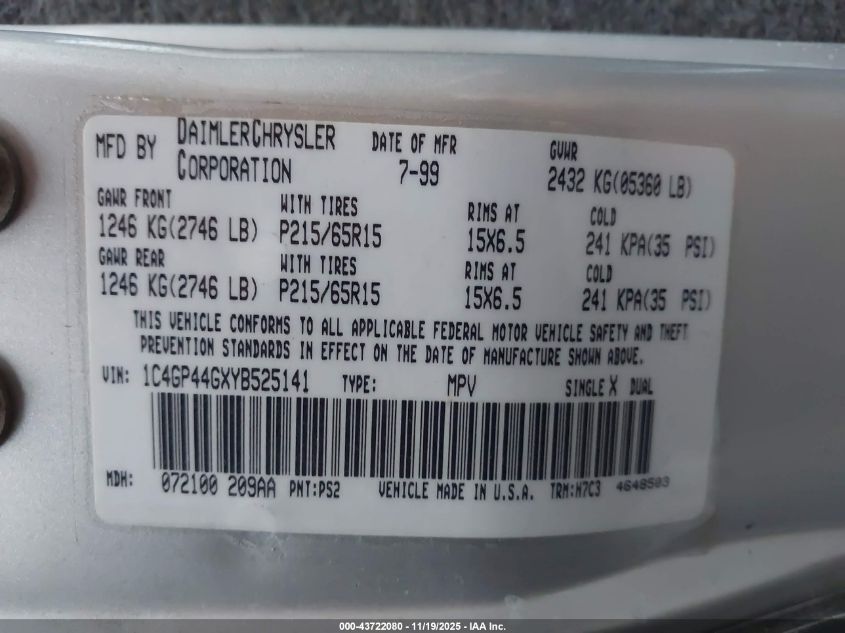 MFD BY DAIMLERCHRYSLER CORPORATION DATE OF MFR 7-99 GVWR 2432 KG(05360 LB)
GAWR FRONT WITH TIRES RIMS AT COLD
1246 KG(2746 LB) P215/65R15 15X6.5 241 KPA(35 PSI)
GAWR REAR WITH TIRES RIMS AT COLD
1246 KG(2746 LB) P215/65R15 15X6.5 241 KPA(35 PSI)
THIS VEHICLE CONFORMS TO ALL APPLICABLE FEDERAL MOTOR VEHICLE SAFETY AND THEFT
PREVENTION STANDARDS IN EFFECT ON THE DATE OF MANUFACTURE SHOWN ABOVE.
VIN: 1C4GP44GXYB525141 TYPE: MPV SINGLE X DUAL
MDH: 072100 209AA PNT:PS2 VEHICLE MADE IN U.S.A. TRM:H7C3 4648503
000-43722080 - 11/19/2025 - IAA Inc.